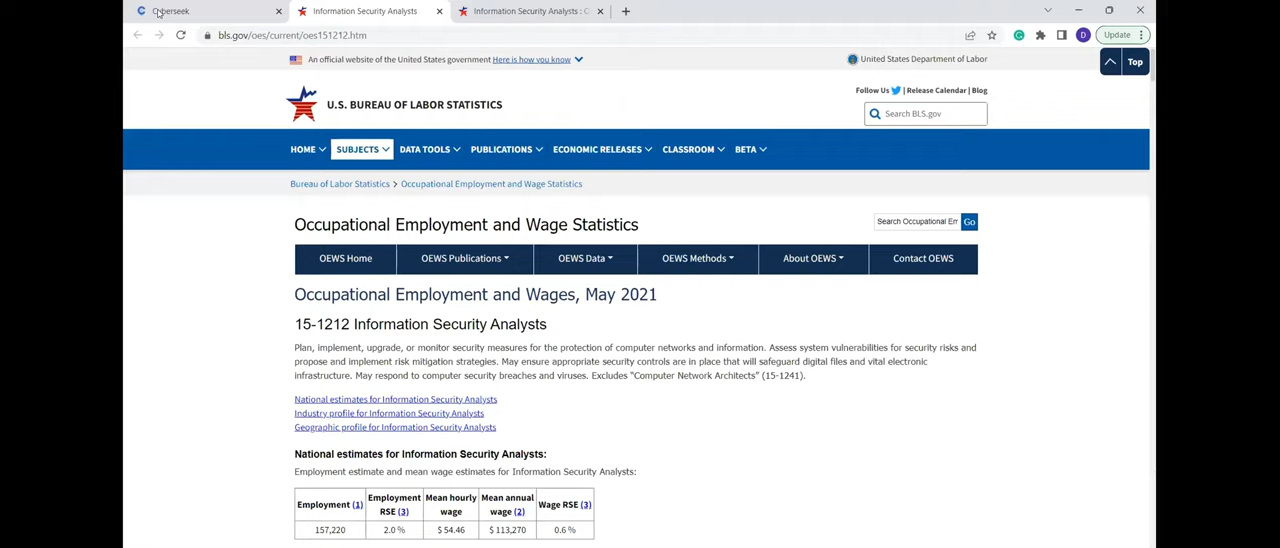 Cyberseek
Information Security Analysts
Information Security Analysts : O
bls.gov/oes/current/oes151212.htm
D
Update
An official website of the United States government Here is how you know
United States Department of Labor
Top
Follow Us | Release Calendar | Blog
U.S. BUREAU OF LABOR STATISTICS
Search BLS.gov
HOME SUBJECTS DATA TOOLS PUBLICATIONS ECONOMIC RELEASES CLASSROOM BETA
Bureau of Labor Statistics > Occupational Employment and Wage Statistics
Occupational Employment and Wage Statistics
Search Occupational Em Go
OEWS Home OEWS Publications OEWS Data OEWS Methods About OEWS Contact OEWS
Occupational Employment and Wages, May 2021
15-1212 Information Security Analysts
Plan, implement, upgrade, or monitor security measures for the protection of computer networks and information. Assess system vulnerabilities for security risks and
propose and implement risk mitigation strategies. May ensure appropriate security controls are in place that will safeguard digital files and vital electronic
infrastructure. May respond to computer security breaches and viruses. Excludes "Computer Network Architects" (15-1241).
National estimates for Information Security Analysts
Industry profile for Information Security Analysts
Geographic profile for Information Security Analysts
National estimates for Information Security Analysts:
Employment estimate and mean wage estimates for Information Security Analysts:
Employment (1) Employment RSE (3) Mean hourly wage Mean annual wage (2) Wage RSE (3)
157,220 2.0 % $ 54.46 $ 113,270 0.6 %